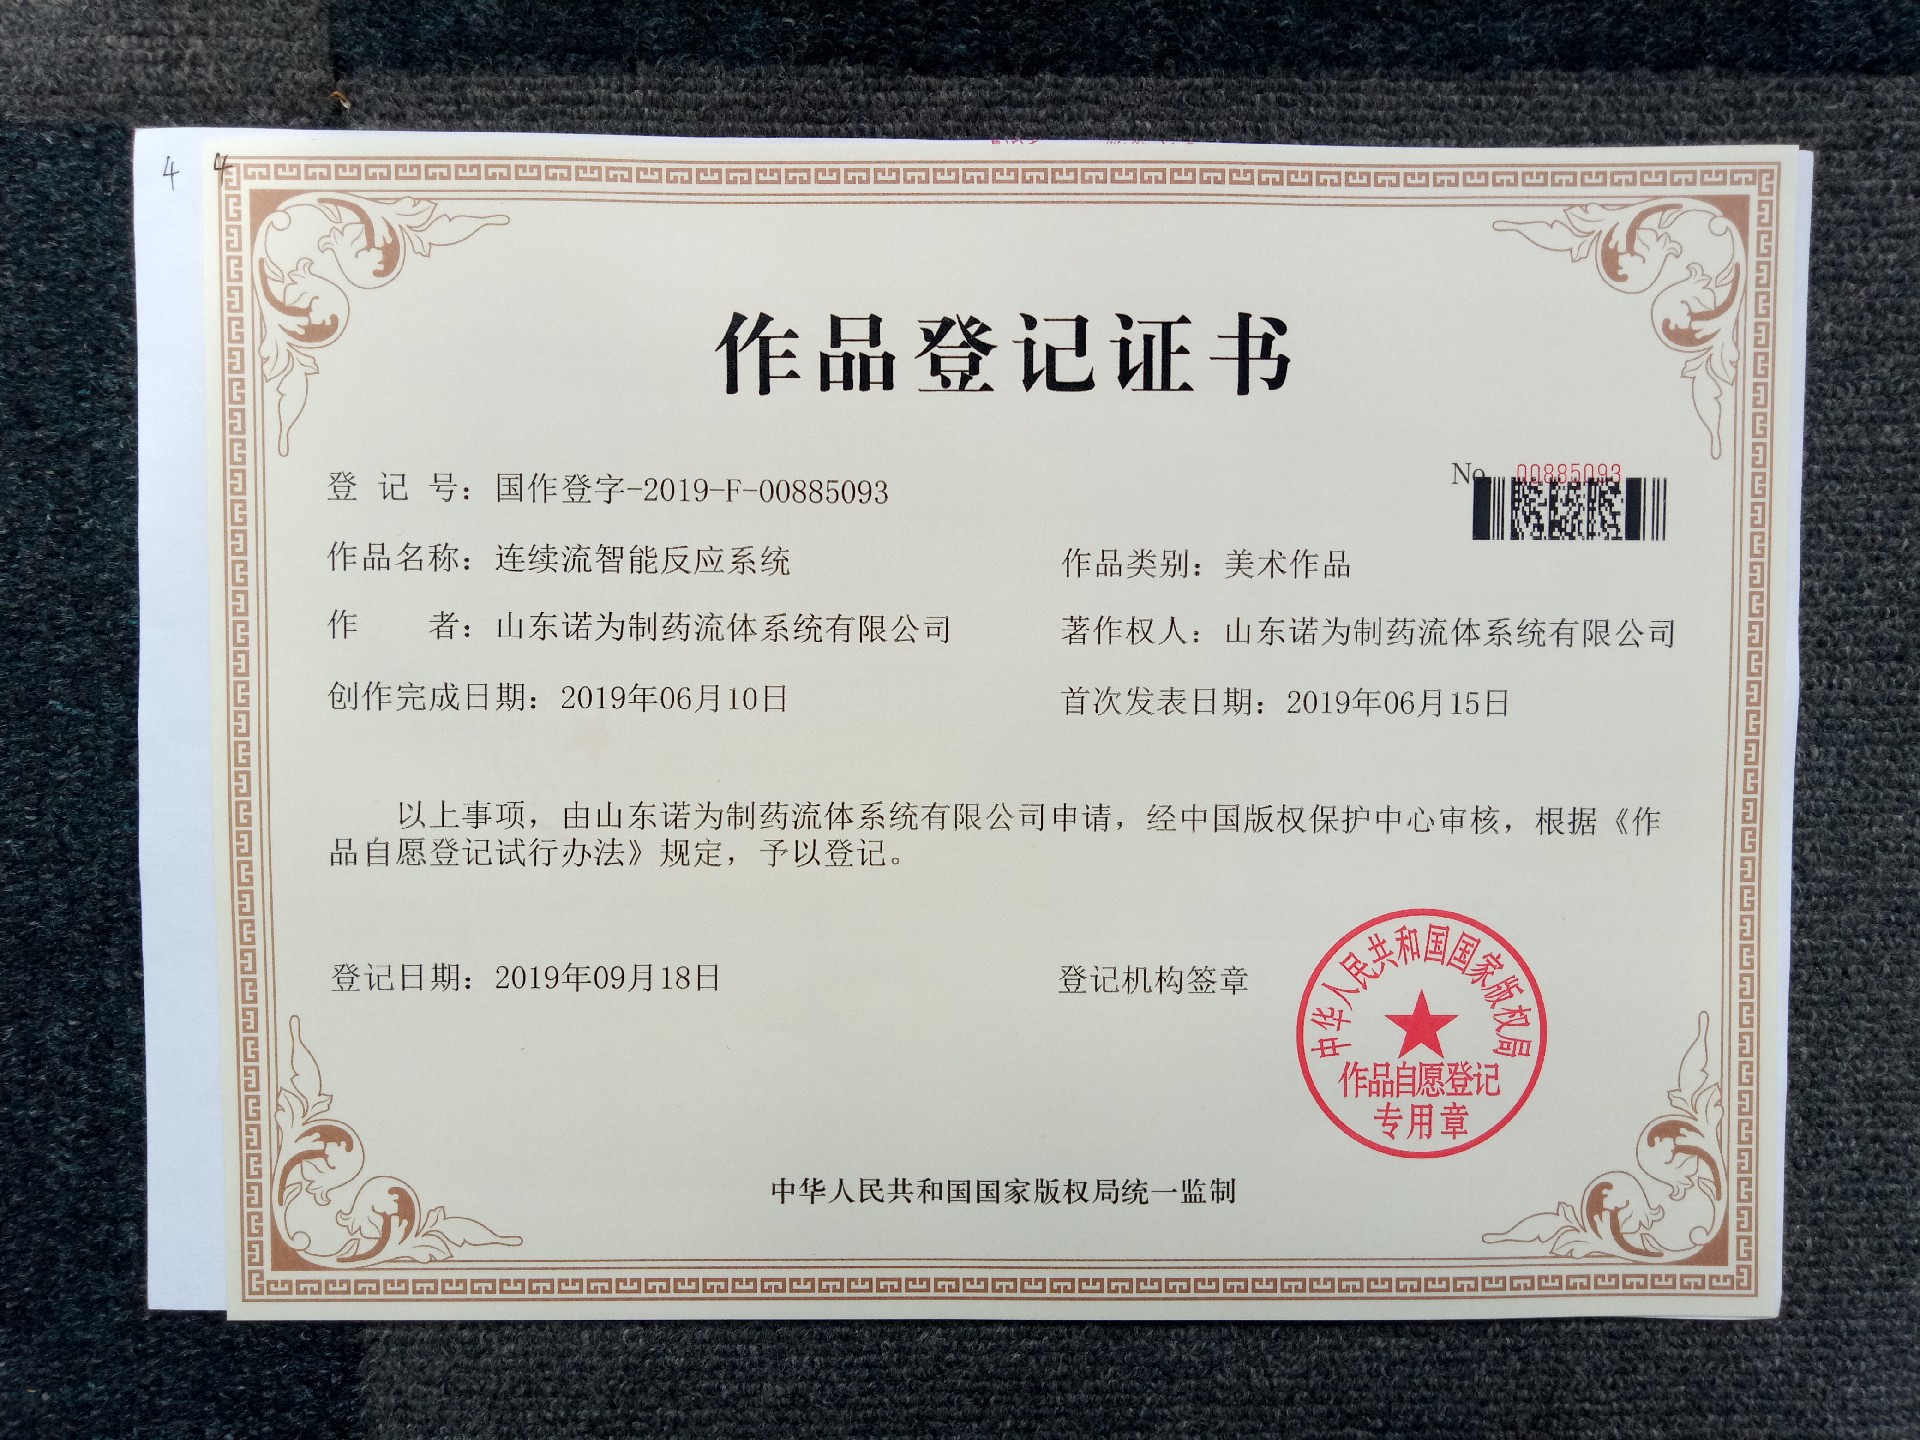 4 4
作品登记证书
No 00885093
登 记 号：国作登字-2019-F-00885093
作品名称：连续流智能反应系统 作品类别：美术作品
作 者：山东诺为制药流体系统有限公司 著作权人：山东诺为制药流体系统有限公司
创作完成日期：2019年06月10日 首次发表日期：2019年06月15日
以上事项，由山东诺为制药流体系统有限公司申请，经中国版权保护中心审核，根据《作
品自愿登记试行办法》规定，予以登记。
登记日期：2019年09月18日 登记机构签章
中华人民共和国国家版权局
作品自愿登记
专用章
中华人民共和国国家版权局统一监制